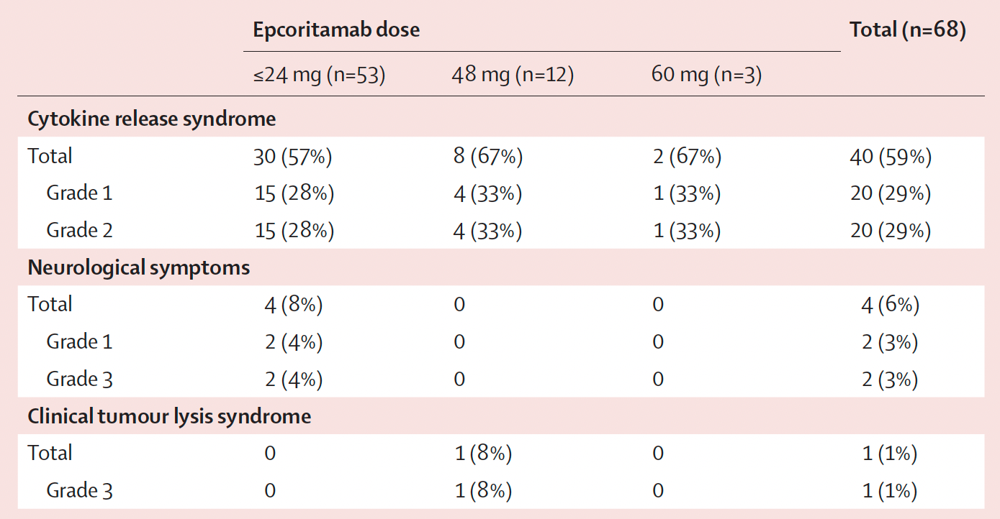 Epcoritamab dose Total (n=68)
≤24 mg (n=53) 48 mg (n=12) 60 mg (n=3)
Cytokine release syndrome
Total 30 (57%) 8 (67%) 2 (67%) 40 (59%)
Grade 1 15 (28%) 4 (33%) 1 (33%) 20 (29%)
Grade 2 15 (28%) 4 (33%) 1 (33%) 20 (29%)
Neurological symptoms
Total 4 (8%) 0 0 4 (6%)
Grade 1 2 (4%) 0 0 2 (3%)
Grade 3 2 (4%) 0 0 2 (3%)
Clinical tumour lysis syndrome
Total 0 1 (8%) 0 1 (1%)
Grade 3 0 1 (8%) 0 1 (1%)